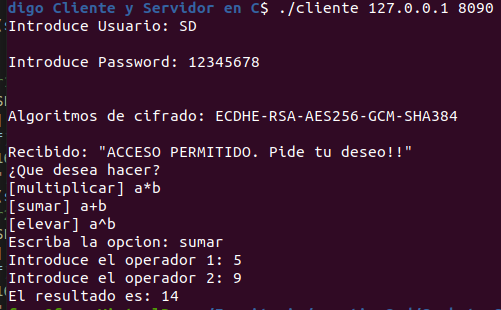 digo Cliente y Servidor en C$ ./cliente 127.0.0.1 8090
Introduce Usuario: SD
Introduce Password: 12345678
Algoritmos de cifrado: ECDHE-RSA-AES256-GCM-SHA384
Recibido: "ACCESO PERMITIDO. Pide tu deseo!!"
¿Que desea hacer?
[multiplicar] a*b
[sumar] a+b
[elevar] a^b
Escriba la opcion: sumar
Introduce el operador 1: 5
Introduce el operador 2: 9
El resultado es: 14